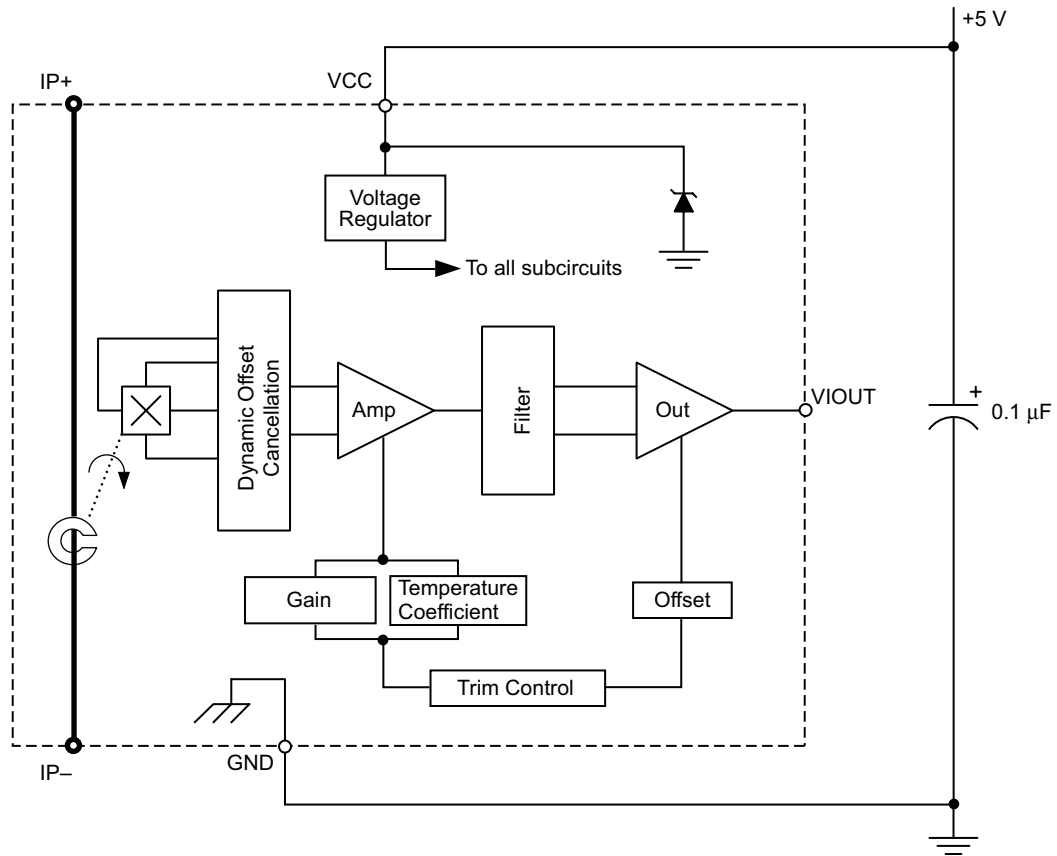 +5 V
IP+
VCC
Voltage
Regulator
To all subcircuits
Dynamic Offset
Cancellation
Amp
Filter
Out
VIOUT
+
0.1 µF
Gain
Temperature
Coefficient
Offset
Trim Control
GND
IP–